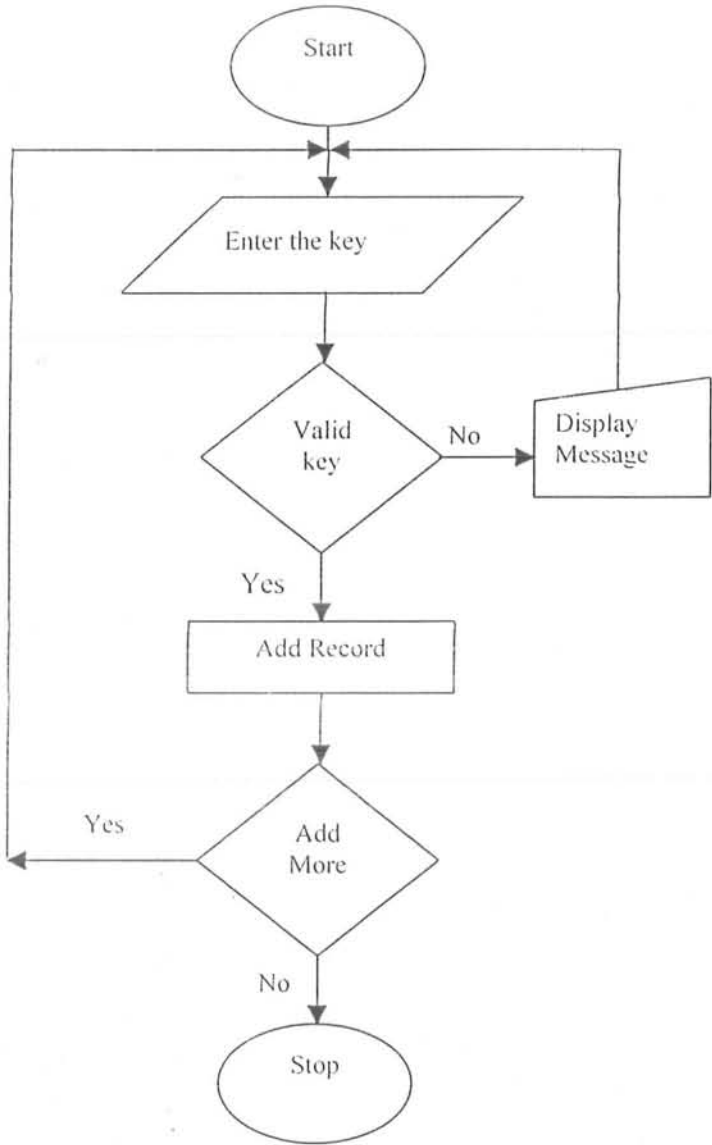 Start
Enter the key
Valid
key
No
Display
Message
Yes
Add Record
Yes
Add
More
No
Stop